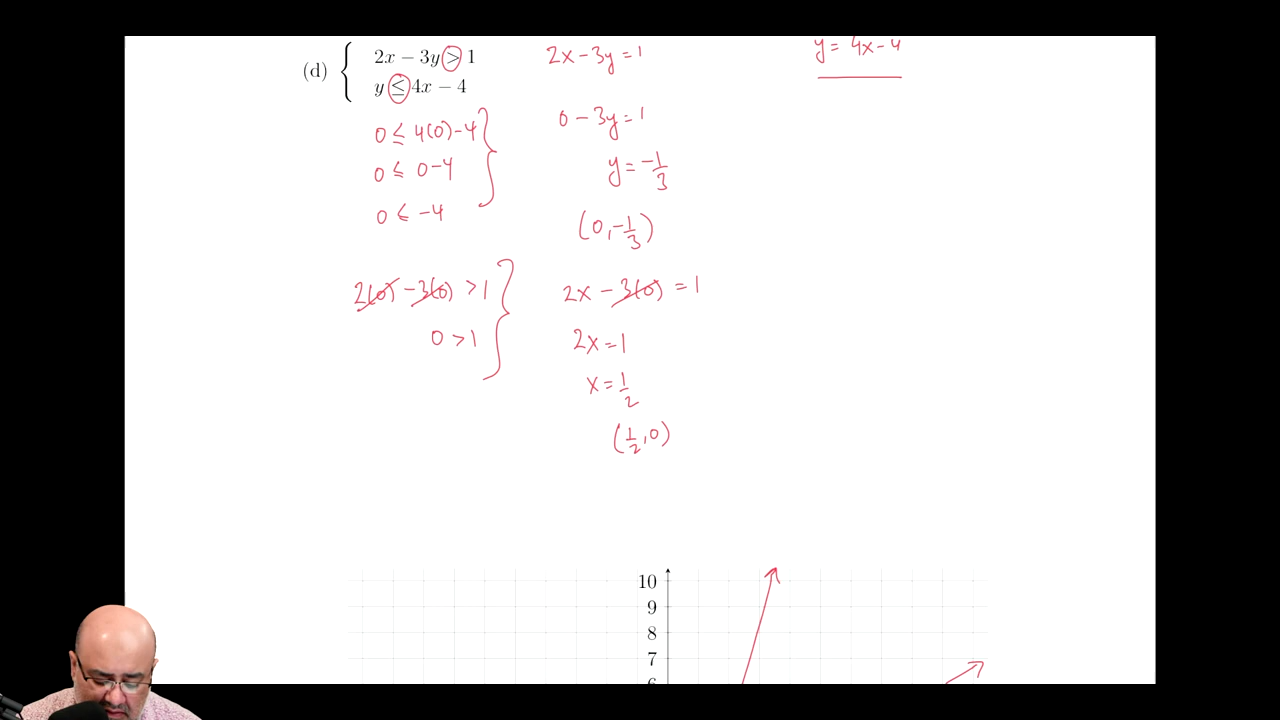 (d) { 2x − 3y > 1
y ≤ 4x − 4
0 ≤ 4(0)-4
0 ≤ 0-4
0 ≤ -4
2(0) - 3(0) > 1
0 > 1
2x - 3y = 1
0 - 3y = 1
y = -1/3
(0, -1/3)
2x - 3(0) = 1
2x = 1
x = 1/2
(1/2, 0)
y = 4x - 4
10
9
8
7
6